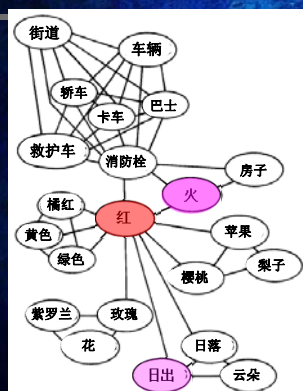 街道
车辆
轿车
卡车
巴士
救护车
消防栓
房子
火
橘红
红
黄色
绿色
苹果
樱桃
梨子
紫罗兰
玫瑰
花
日落
日出
云朵